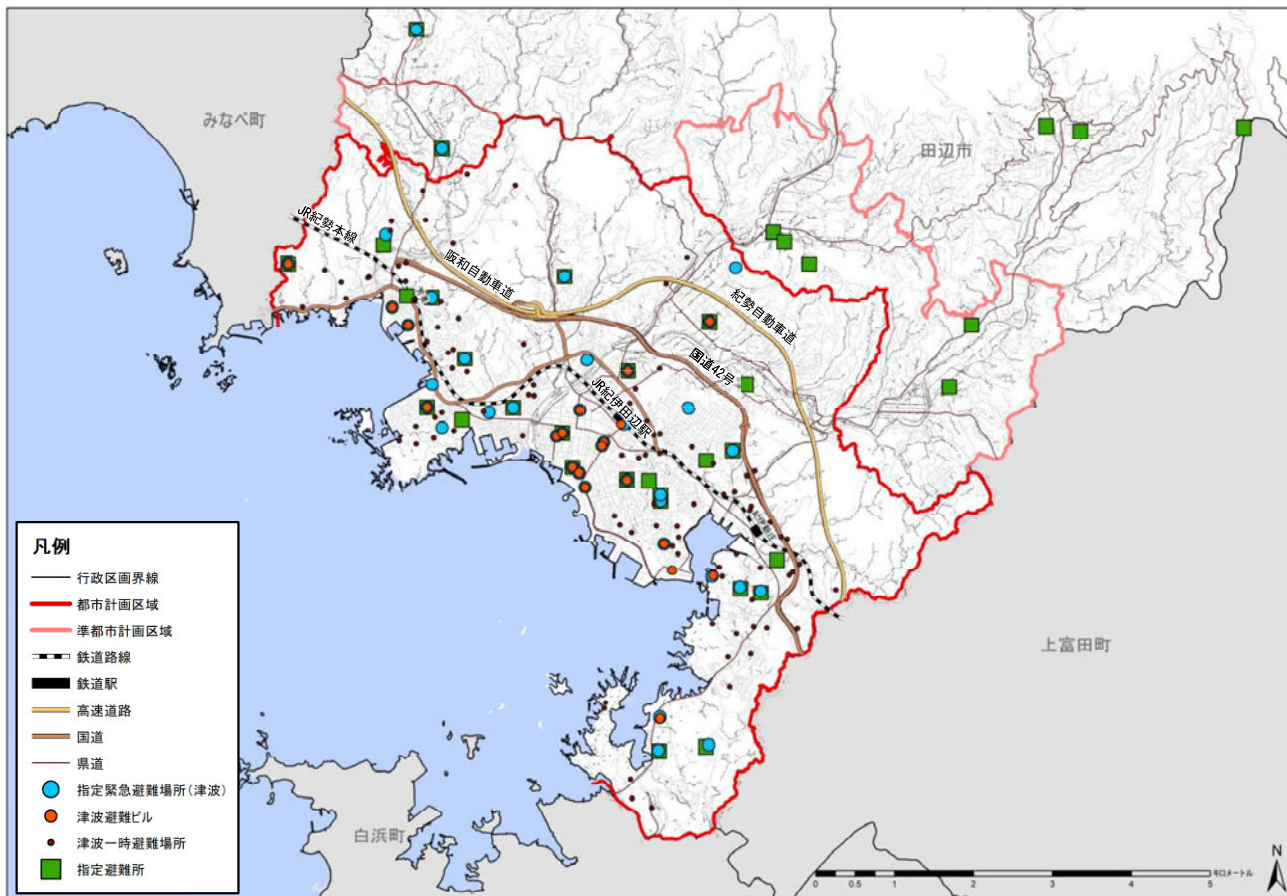 みなべ町
田辺市
JR紀勢本線
阪和自動車道
紀勢自動車道
国道42号
JR紀伊田辺駅
上富田町
白浜町
凡例
行政区画界線
都市計画区域
準都市計画区域
鉄道路線
鉄道駅
高速道路
国道
県道
指定緊急避難場所(津波)
津波避難ビル
津波一時避難場所
指定避難所
N
0 0.5 1 2 3 4 5
キロメートル